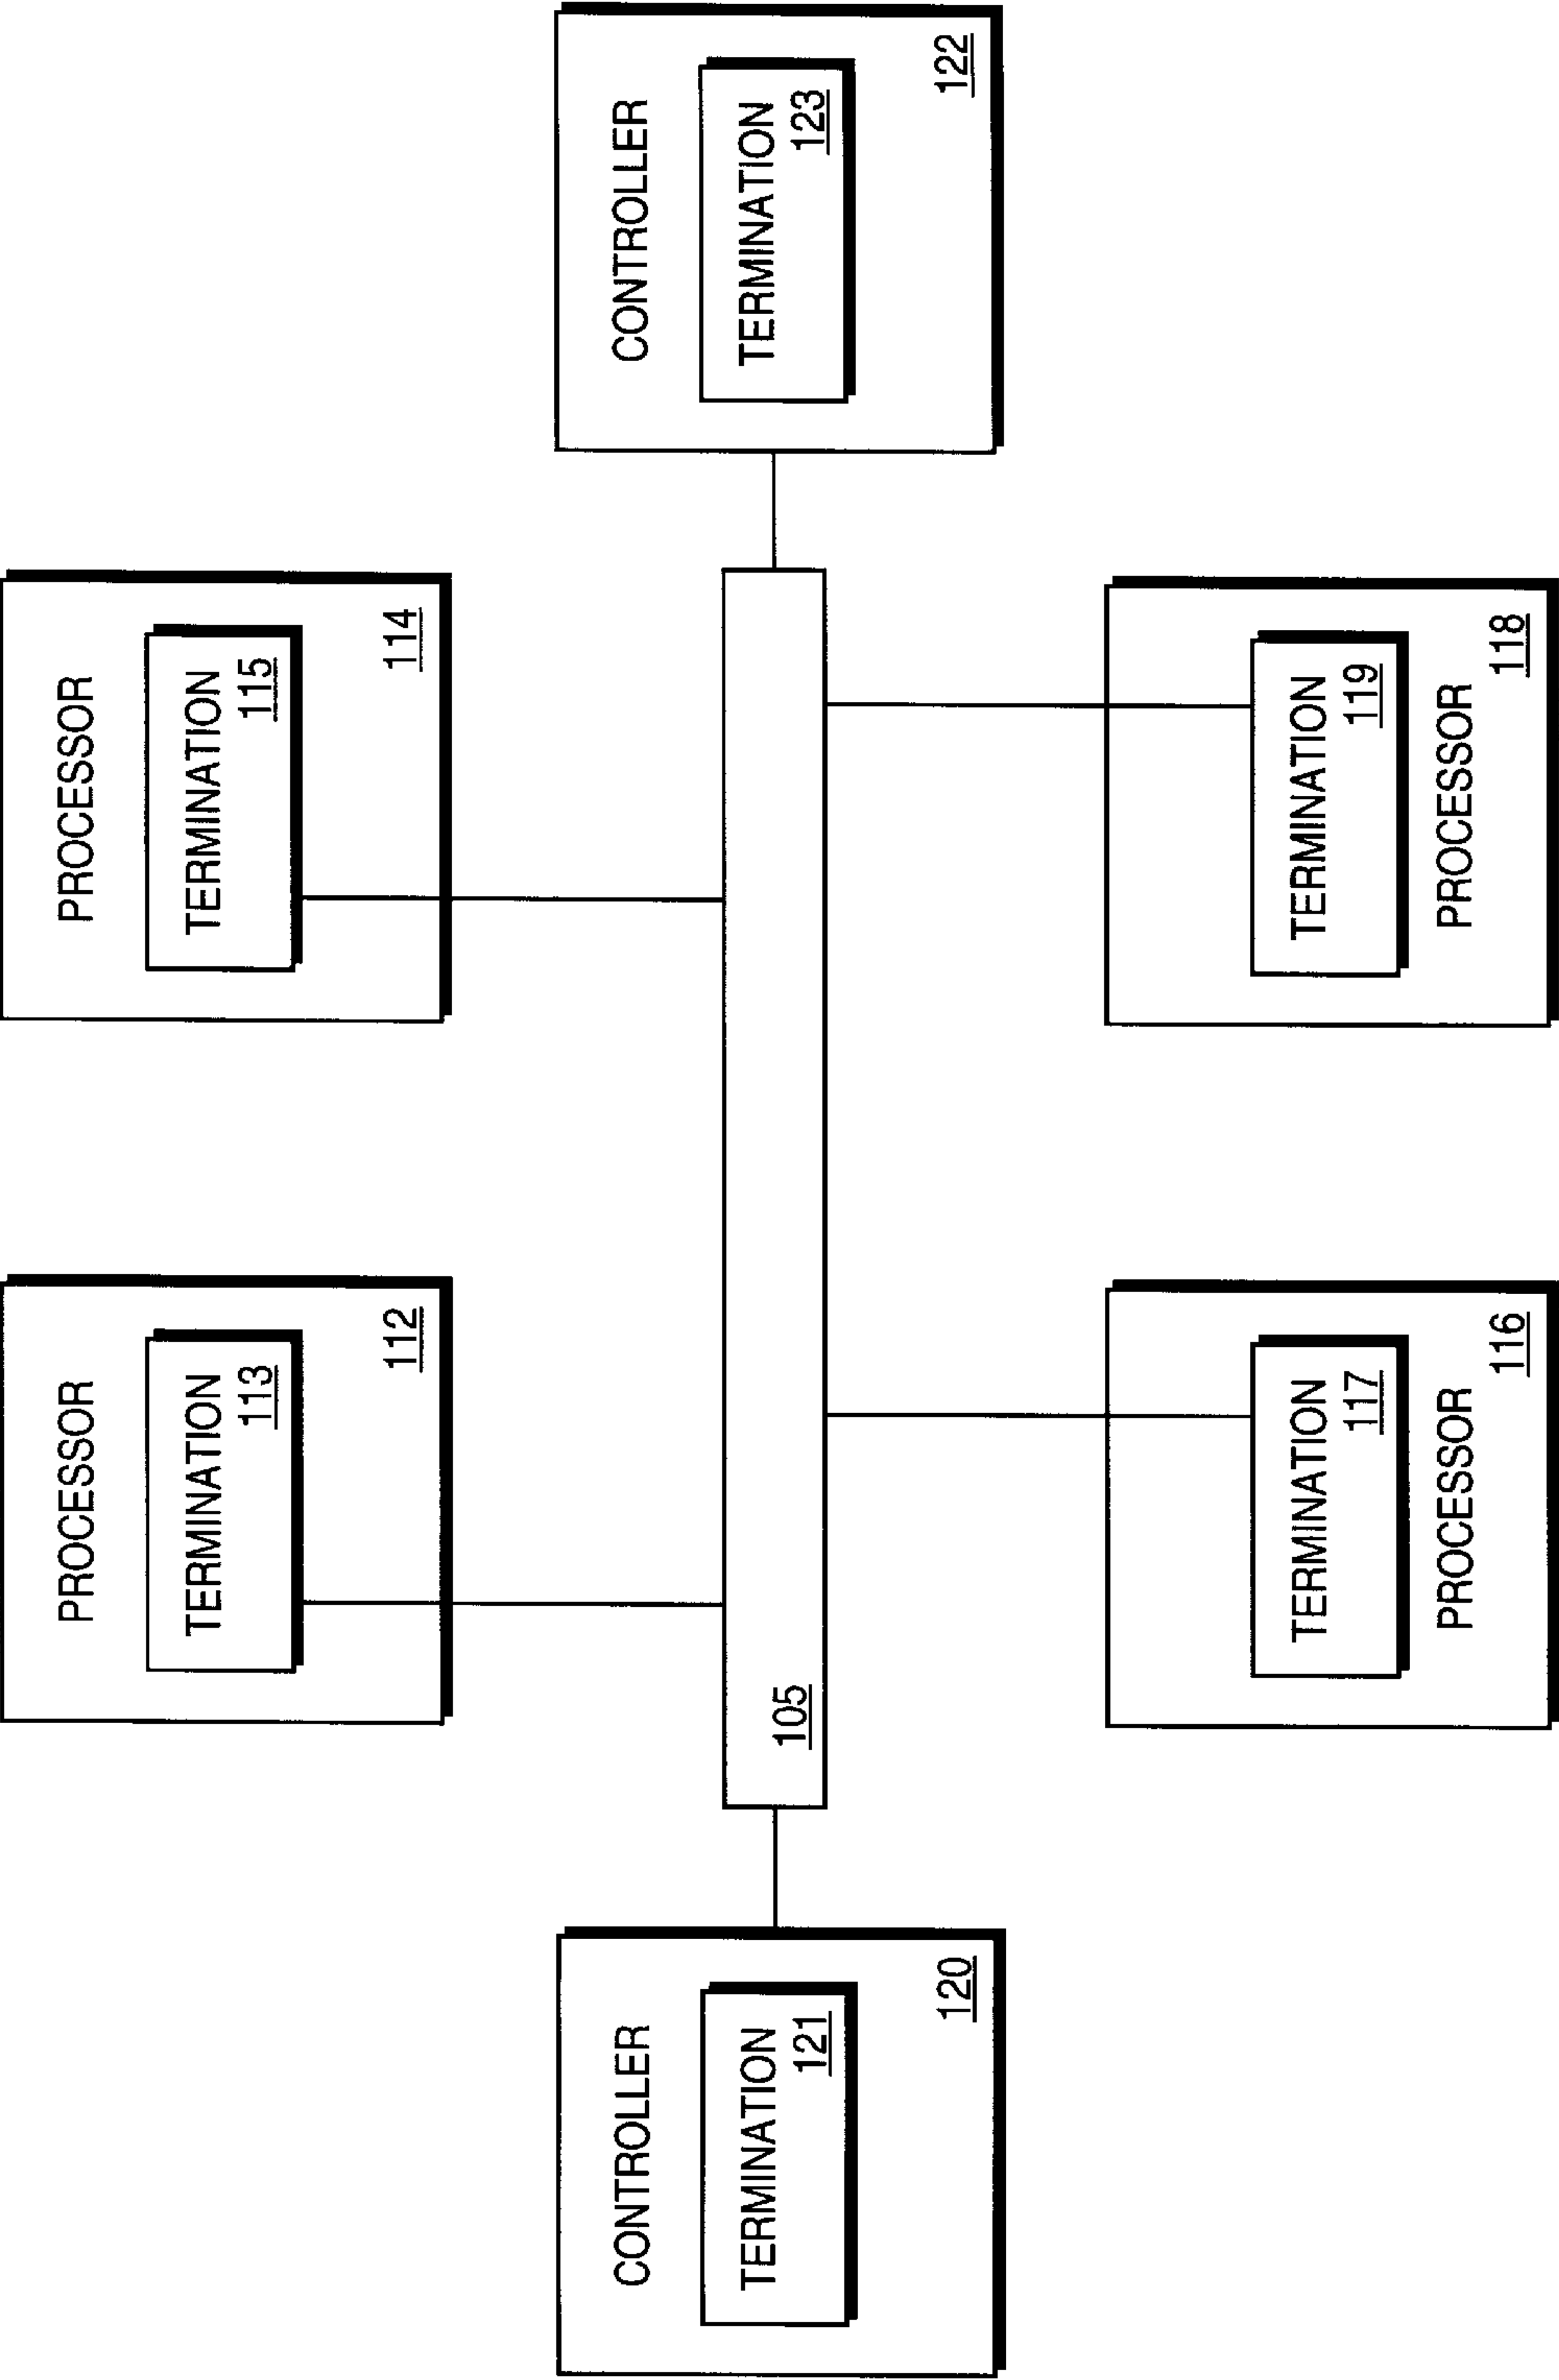 PROCESSOR
TERMINATION
113
112
PROCESSOR
TERMINATION
115
114
CONTROLLER
TERMINATION
121
120
105
CONTROLLER
TERMINATION
123
122
TERMINATION
117
PROCESSOR
116
TERMINATION
119
PROCESSOR
118